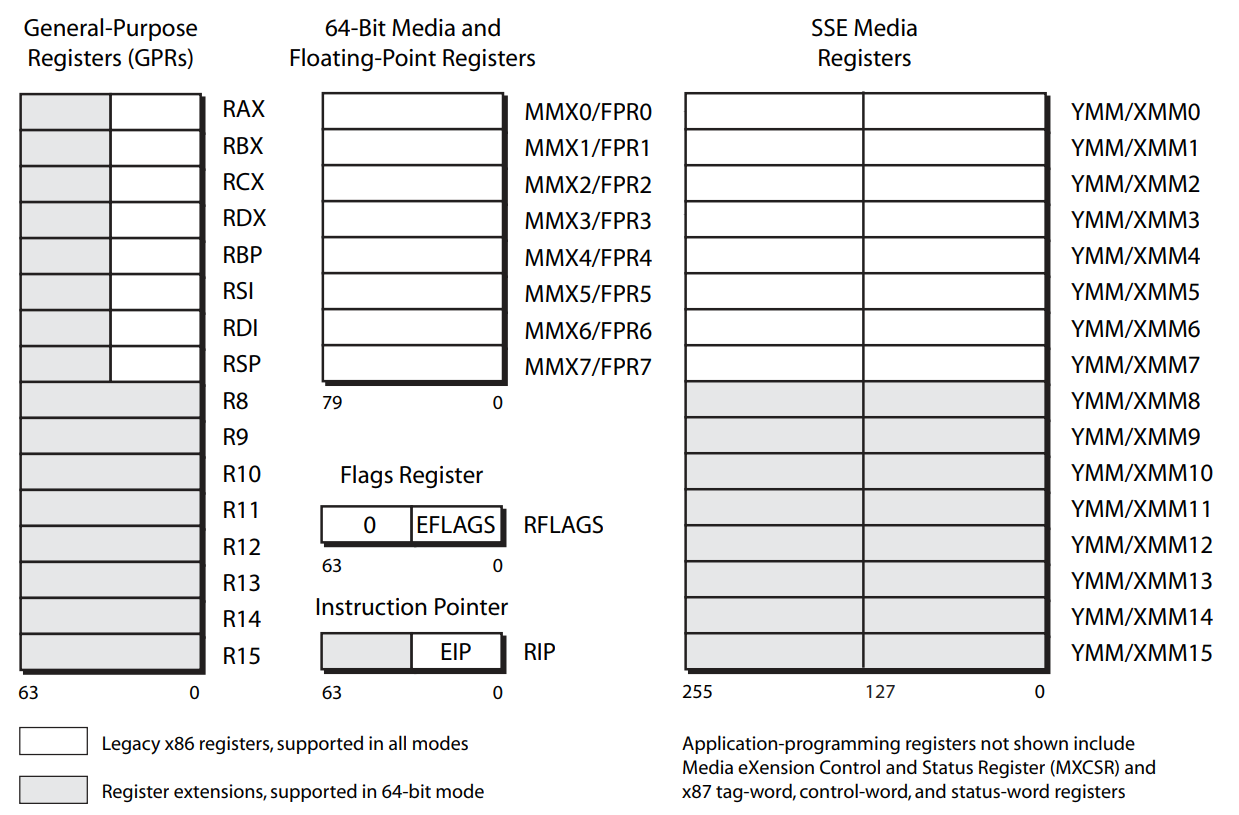 General-Purpose
Registers (GPRs)
RAX
RBX
RCX
RDX
RBP
RSI
RDI
RSP
R8
R9
R10
R11
R12
R13
R14
R15
63 0
64-Bit Media and
Floating-Point Registers
MMX0/FPR0
MMX1/FPR1
MMX2/FPR2
MMX3/FPR3
MMX4/FPR4
MMX5/FPR5
MMX6/FPR6
MMX7/FPR7
79 0
Flags Register
0 EFLAGS RFLAGS
63 0
Instruction Pointer
EIP RIP
63 0
SSE Media
Registers
YMM/XMM0
YMM/XMM1
YMM/XMM2
YMM/XMM3
YMM/XMM4
YMM/XMM5
YMM/XMM6
YMM/XMM7
YMM/XMM8
YMM/XMM9
YMM/XMM10
YMM/XMM11
YMM/XMM12
YMM/XMM13
YMM/XMM14
YMM/XMM15
255 127 0
Legacy x86 registers, supported in all modes
Register extensions, supported in 64-bit mode
Application-programming registers not shown include
Media eXension Control and Status Register (MXCSR) and
x87 tag-word, control-word, and status-word registers